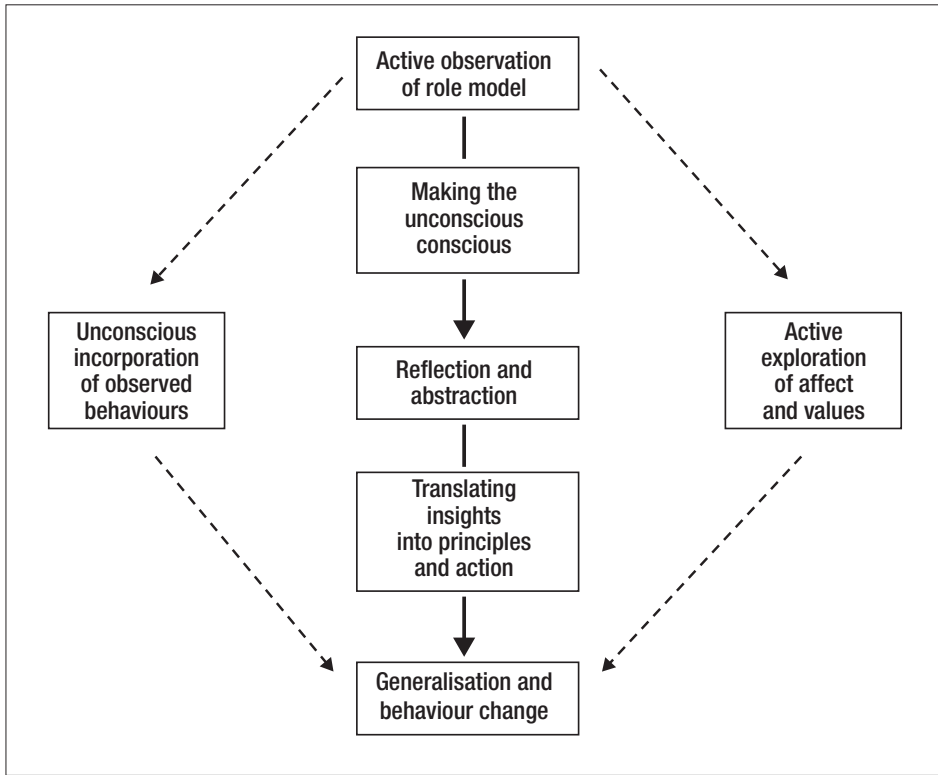 Active observation
of role model
Making the
unconscious
conscious
Unconscious
incorporation
of observed
behaviours
Reflection and
abstraction
Active
exploration
of affect
and values
Translating
insights
into principles
and action
Generalisation and
behaviour change